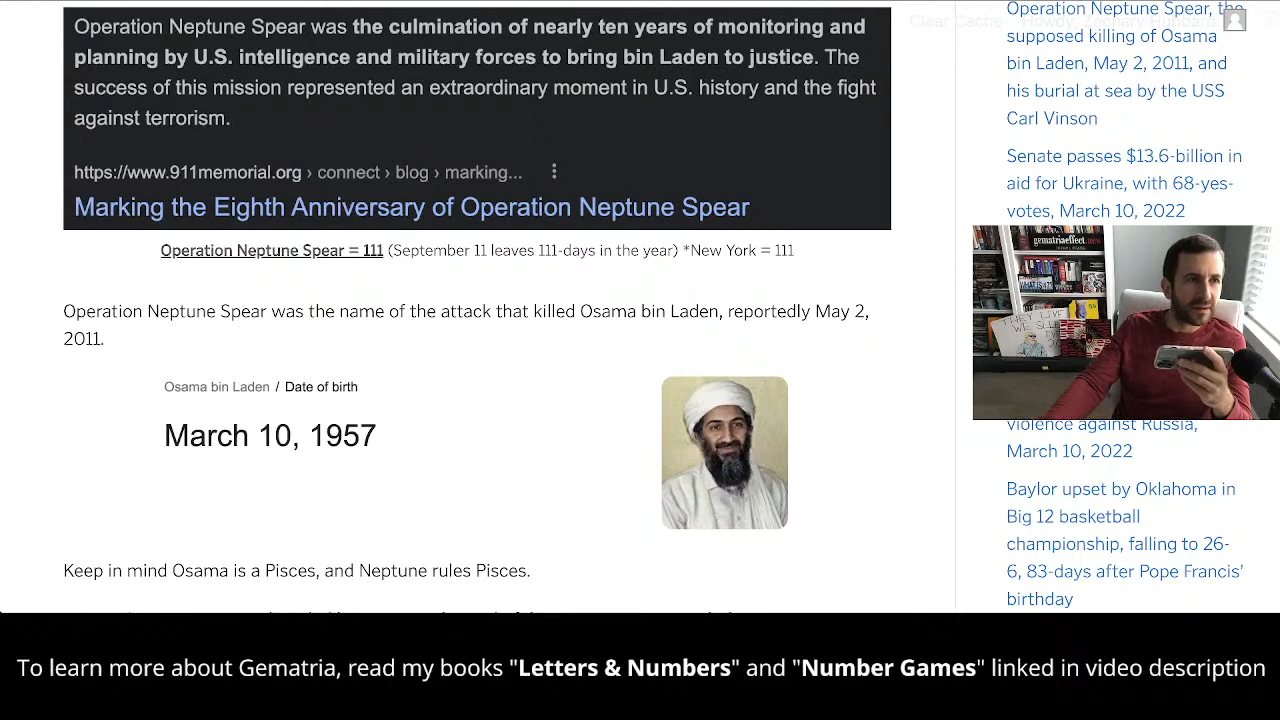 Operation Neptune Spear was the culmination of nearly ten years of monitoring and
planning by U.S. intelligence and military forces to bring bin Laden to justice. The
success of this mission represented an extraordinary moment in U.S. history and the fight
against terrorism.
https://www.911memorial.org › connect › blog › marking...
Marking the Eighth Anniversary of Operation Neptune Spear
Operation Neptune Spear = 111 (September 11 leaves 111-days in the year) *New York = 111
Operation Neptune Spear was the name of the attack that killed Osama bin Laden, reportedly May 2,
2011.
Osama bin Laden / Date of birth
March 10, 1957
Keep in mind Osama is a Pisces, and Neptune rules Pisces.
Clear Cache Howdy, Zachary Hubbard
Operation Neptune Spear, the
supposed killing of Osama
bin Laden, May 2, 2011, and
his burial at sea by the USS
Carl Vinson
Senate passes $13.6-billion in
aid for Ukraine, with 68-yes-
votes, March 10, 2022
gematriaeffect.news
violence against Russia,
March 10, 2022
Baylor upset by Oklahoma in
Big 12 basketball
championship, falling to 26-
6, 83-days after Pope Francis'
birthday
To learn more about Gematria, read my books "Letters & Numbers" and "Number Games" linked in video description